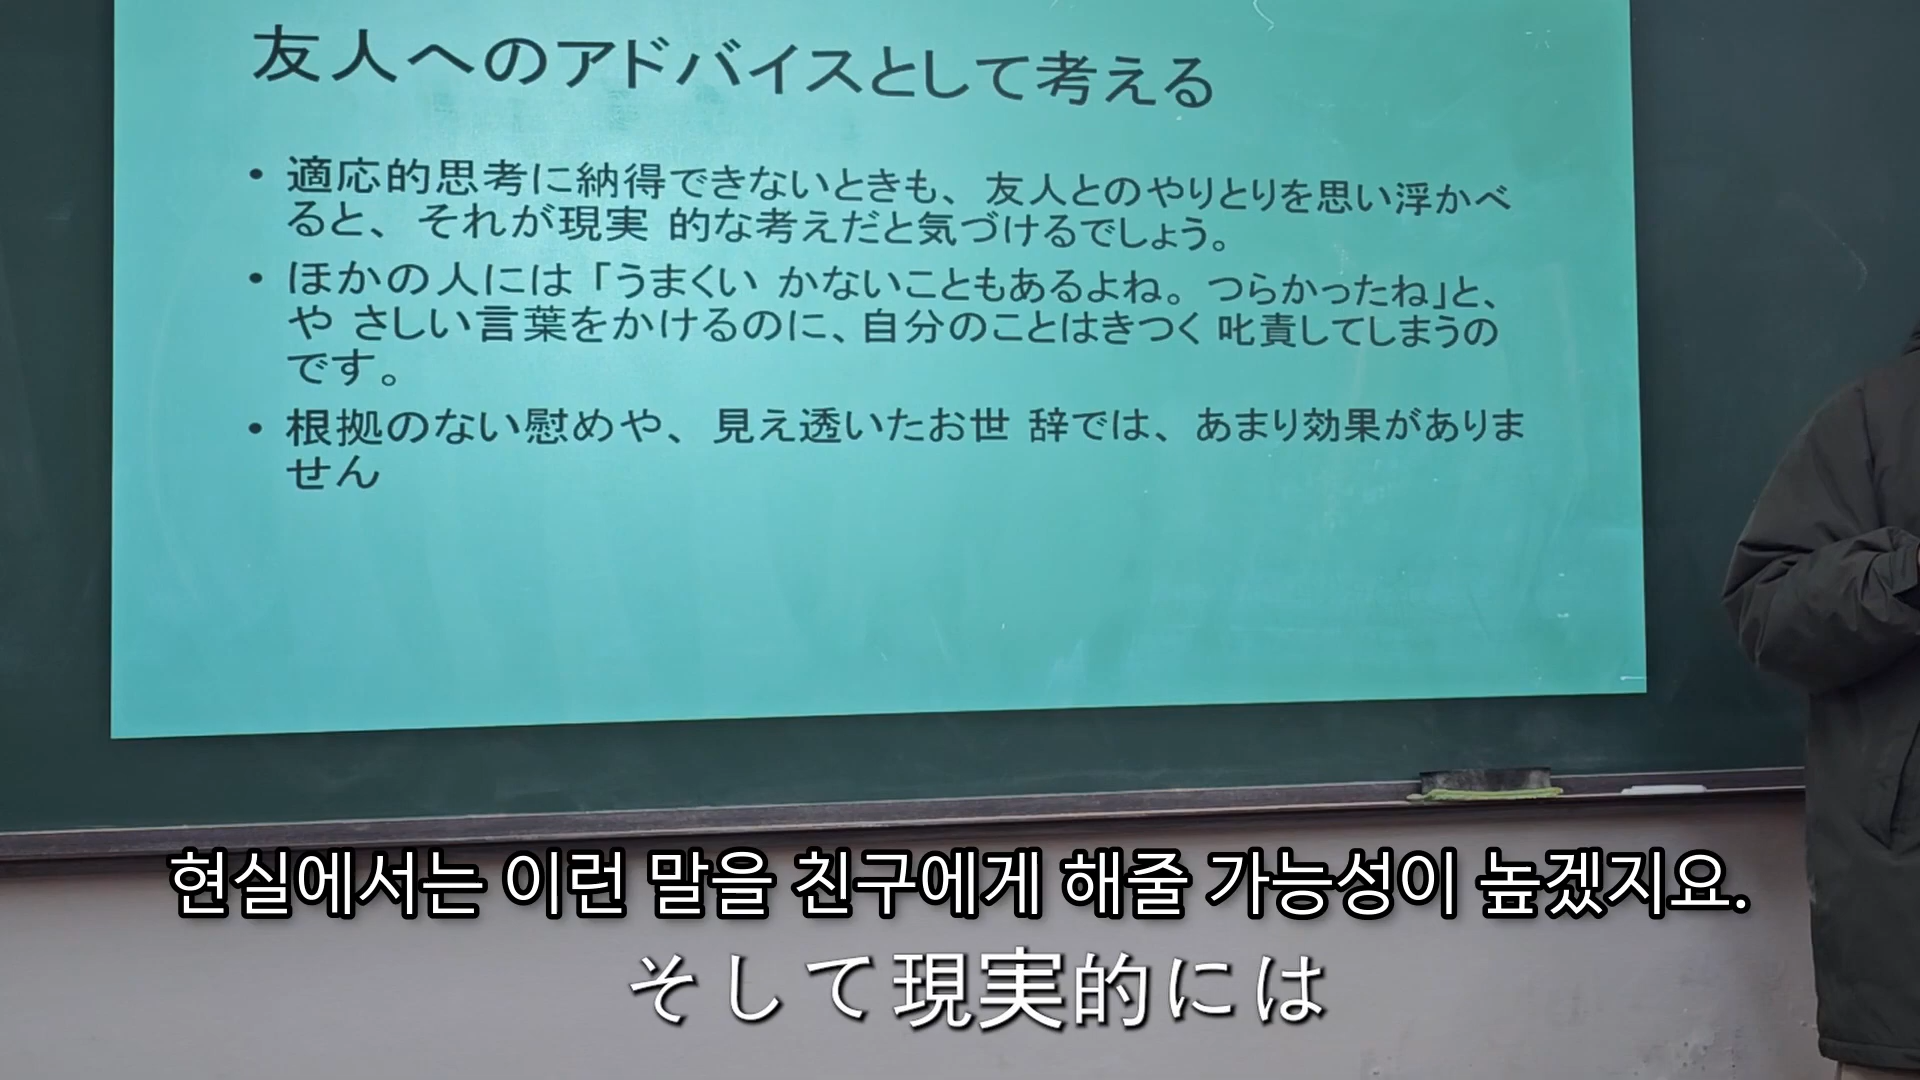 友人へのアドバイスとして考える
• 適応的思考に納得できないときも、友人とのやりとりを思い浮かべ
ると、それが現実 的な考えだと気づけるでしょう。
• ほかの人には「うまくい かないこともあるよね。つらかったね」と、
や さしい言葉をかけるのに、自分のことはきつく 叱責してしまうの
です。
• 根拠のない慰めや、見え透いたお世 辞では、あまり効果がありま
せん
현실에서는 이런 말을 친구에게 해줄 가능성이 높겠지요.
そして現実的には